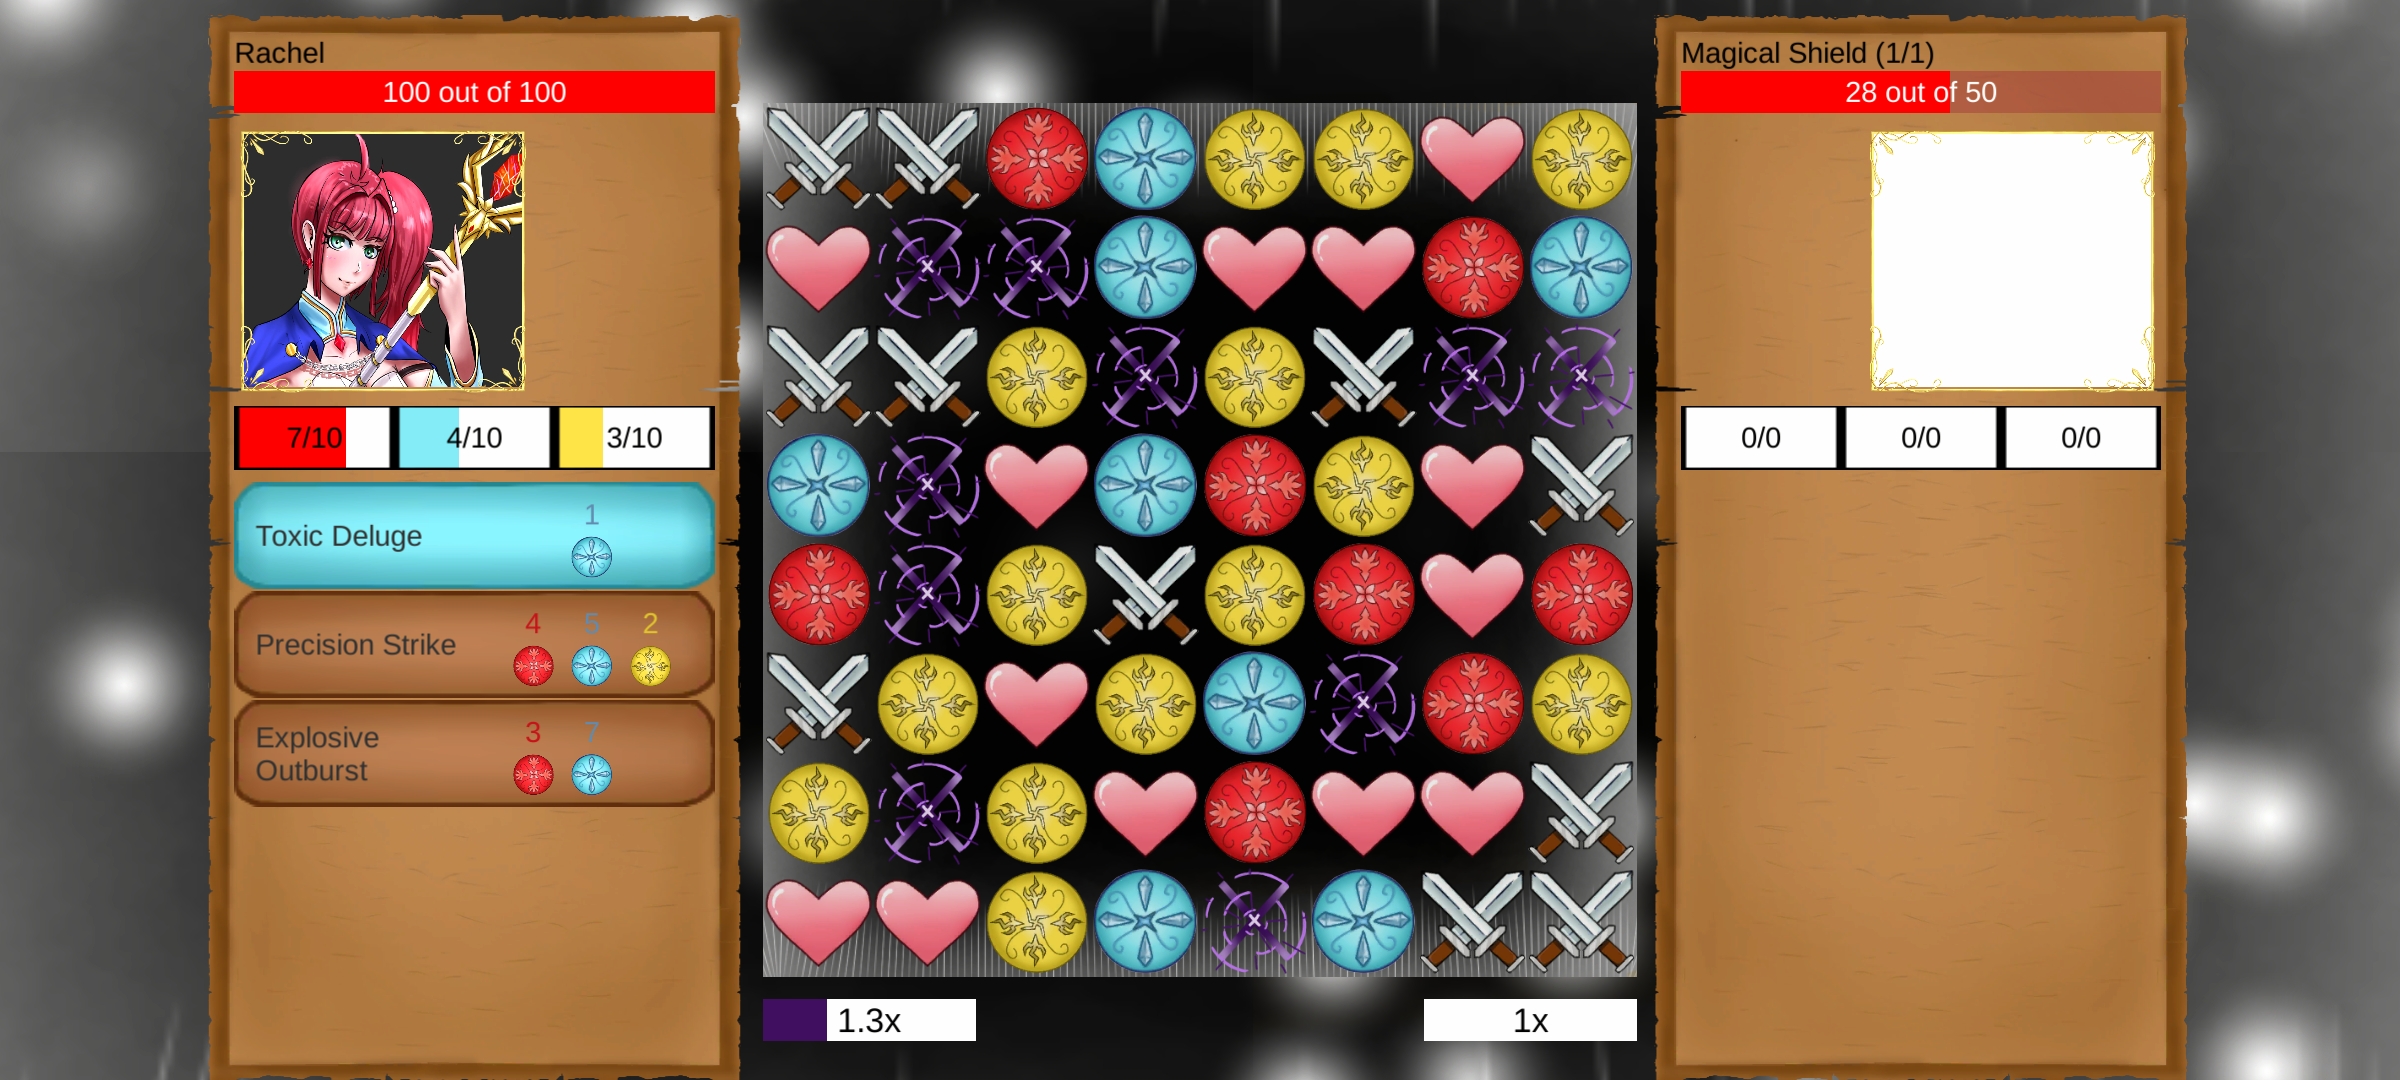 Rachel
100 out of 100
7/10 4/10 3/10
Toxic Deluge 1
Precision Strike 4 5 2
Explosive Outburst 3 7
Magical Shield (1/1)
28 out of 50
0/0 0/0 0/0
1.3x
1x